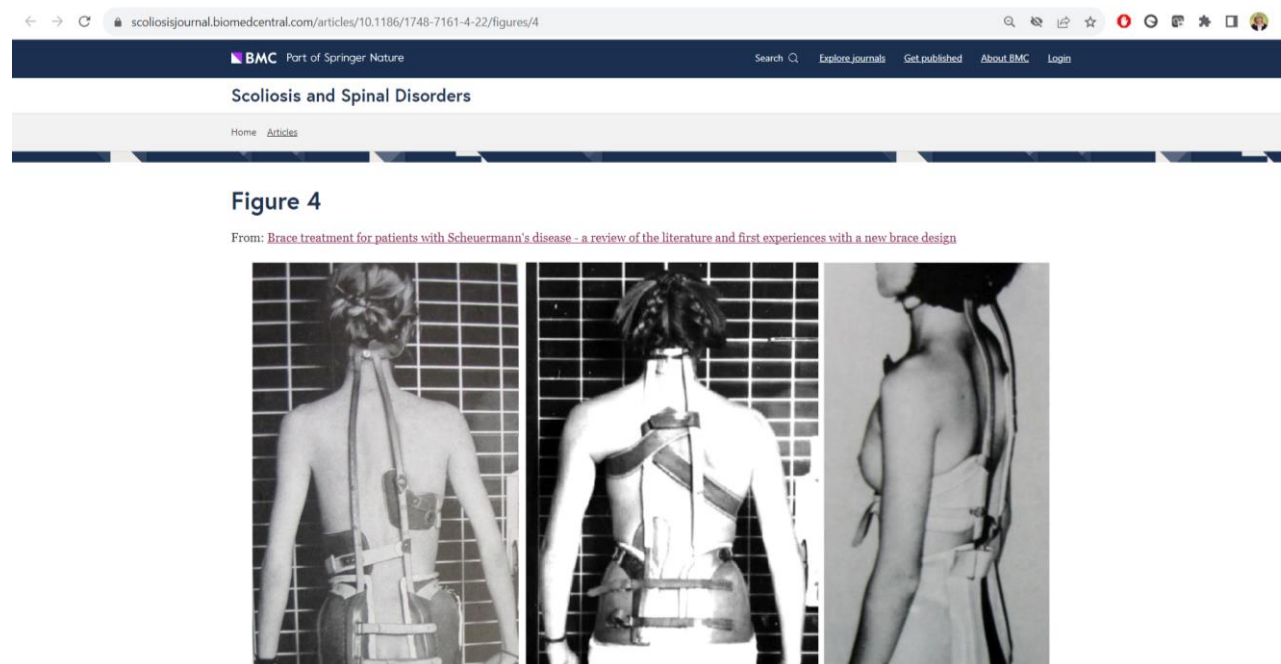 scoliosisjournal.biomedcentral.com/articles/10.1186/1748-7161-4-22/figures/4
BMC Part of Springer Nature
Search Explore journals Get published About BMC Login
Scoliosis and Spinal Disorders
Home Articles
Figure 4
From: Brace treatment for patients with Scheuermann's disease - a review of the literature and first experiences with a new brace design